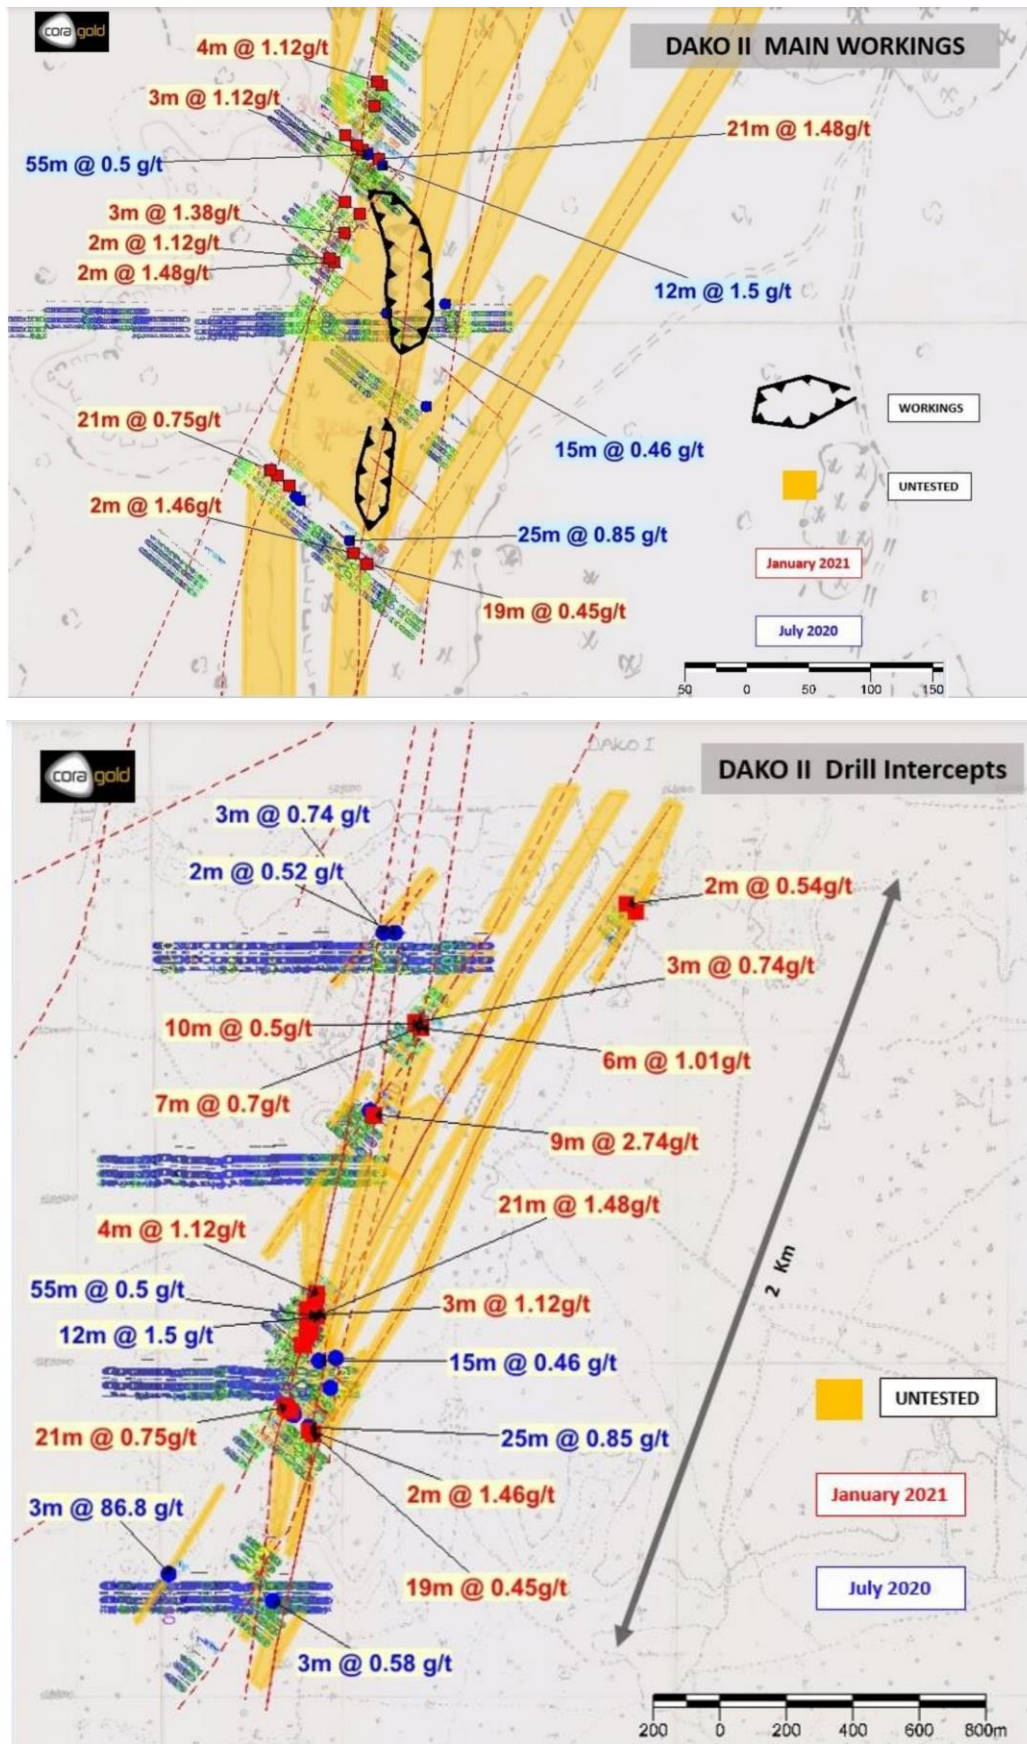 cora gold
DAKO II MAIN WORKINGS
4m @ 1.12g/t
3m @ 1.12g/t
21m @ 1.48g/t
55m @ 0.5 g/t
3m @ 1.38g/t
2m @ 1.12g/t
2m @ 1.48g/t
12m @ 1.5 g/t
WORKINGS
21m @ 0.75g/t
15m @ 0.46 g/t
UNTESTED
2m @ 1.46g/t
25m @ 0.85 g/t
January 2021
19m @ 0.45g/t
July 2020
50 0 50 100 150
cora gold
DAKO I
DAKO II Drill Intercepts
3m @ 0.74 g/t
2m @ 0.52 g/t
2m @ 0.54g/t
3m @ 0.74g/t
10m @ 0.5g/t
6m @ 1.01g/t
7m @ 0.7g/t
9m @ 2.74g/t
21m @ 1.48g/t
4m @ 1.12g/t
2 Km
55m @ 0.5 g/t
3m @ 1.12g/t
12m @ 1.5 g/t
15m @ 0.46 g/t
UNTESTED
21m @ 0.75g/t
25m @ 0.85 g/t
2m @ 1.46g/t
January 2021
3m @ 86.8 g/t
19m @ 0.45g/t
July 2020
3m @ 0.58 g/t
200 0 200 400 600 800m